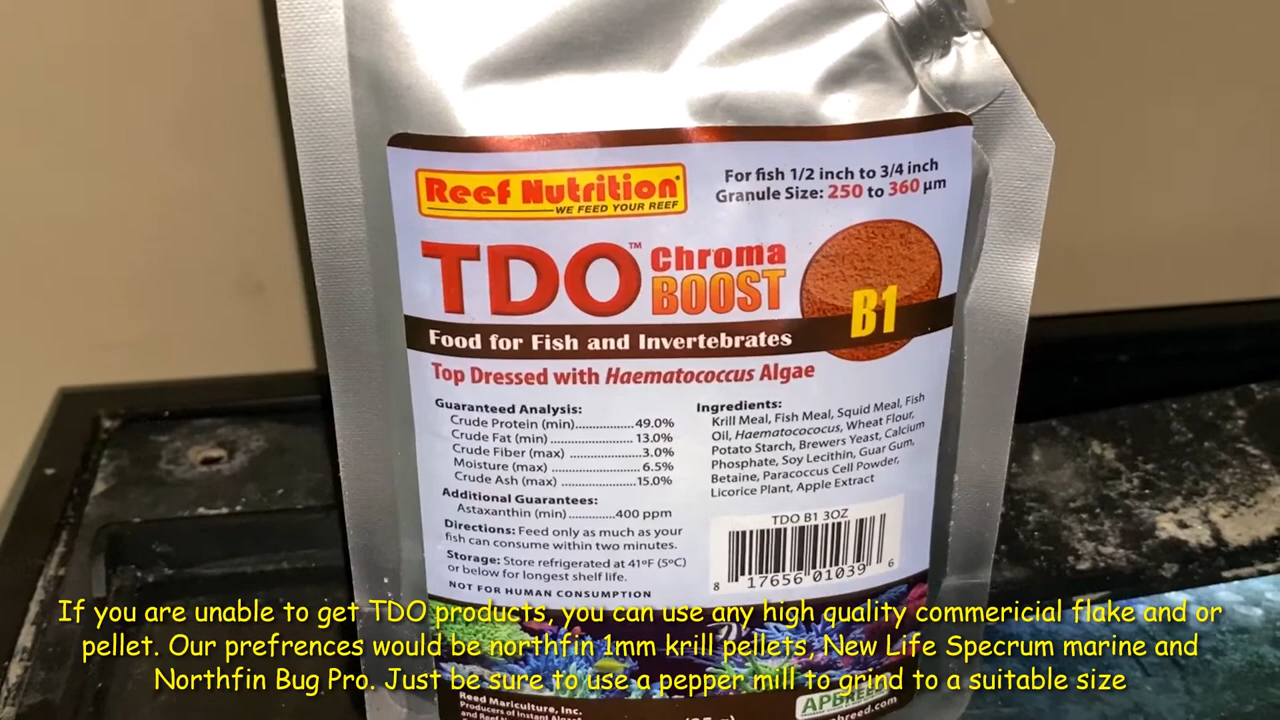 For fish 1/2 inch to 3/4 inch
Granule Size: 250 to 360 µm
Reef Nutrition
WE FEED YOUR REEF
TDO™ Chroma BOOST
B1
Food for Fish and Invertebrates
Top Dressed with Haematococcus Algae
Guaranteed Analysis:
Crude Protein (min)................49.0%
Crude Fat (min) ..................... 13.0%
Crude Fiber (max) ...................3.0%
Moisture (max) ....................... 6.5%
Crude Ash (max) ....................15.0%
Additional Guarantees:
Astaxanthin (min) ..............400 ppm
Directions: Feed only as much as your
fish can consume within two minutes.
Storage: Store refrigerated at 41ºF (5ºC)
or below for longest shelf life.
NOT FOR HUMAN CONSUMPTION
Ingredients:
Krill Meal, Fish Meal, Squid Meal, Fish
Oil, Haematococcus, Wheat Flour,
Potato Starch, Brewers Yeast, Calcium
Phosphate, Soy Lecithin, Guar Gum,
Betaine, Paracoccus Cell Powder,
Licorice Plant, Apple Extract
TDO B1 3OZ
8 17656 01039 6
If you are unable to get TDO products, you can use any high quality commericial flake and or
pellet. Our prefrences would be northfin 1mm krill pellets, New Life Specrum marine and
Northfin Bug Pro. Just be sure to use a pepper mill to grind to a suitable size
Reed Mariculture, Inc.
Producers of Instant Algae
APBREED